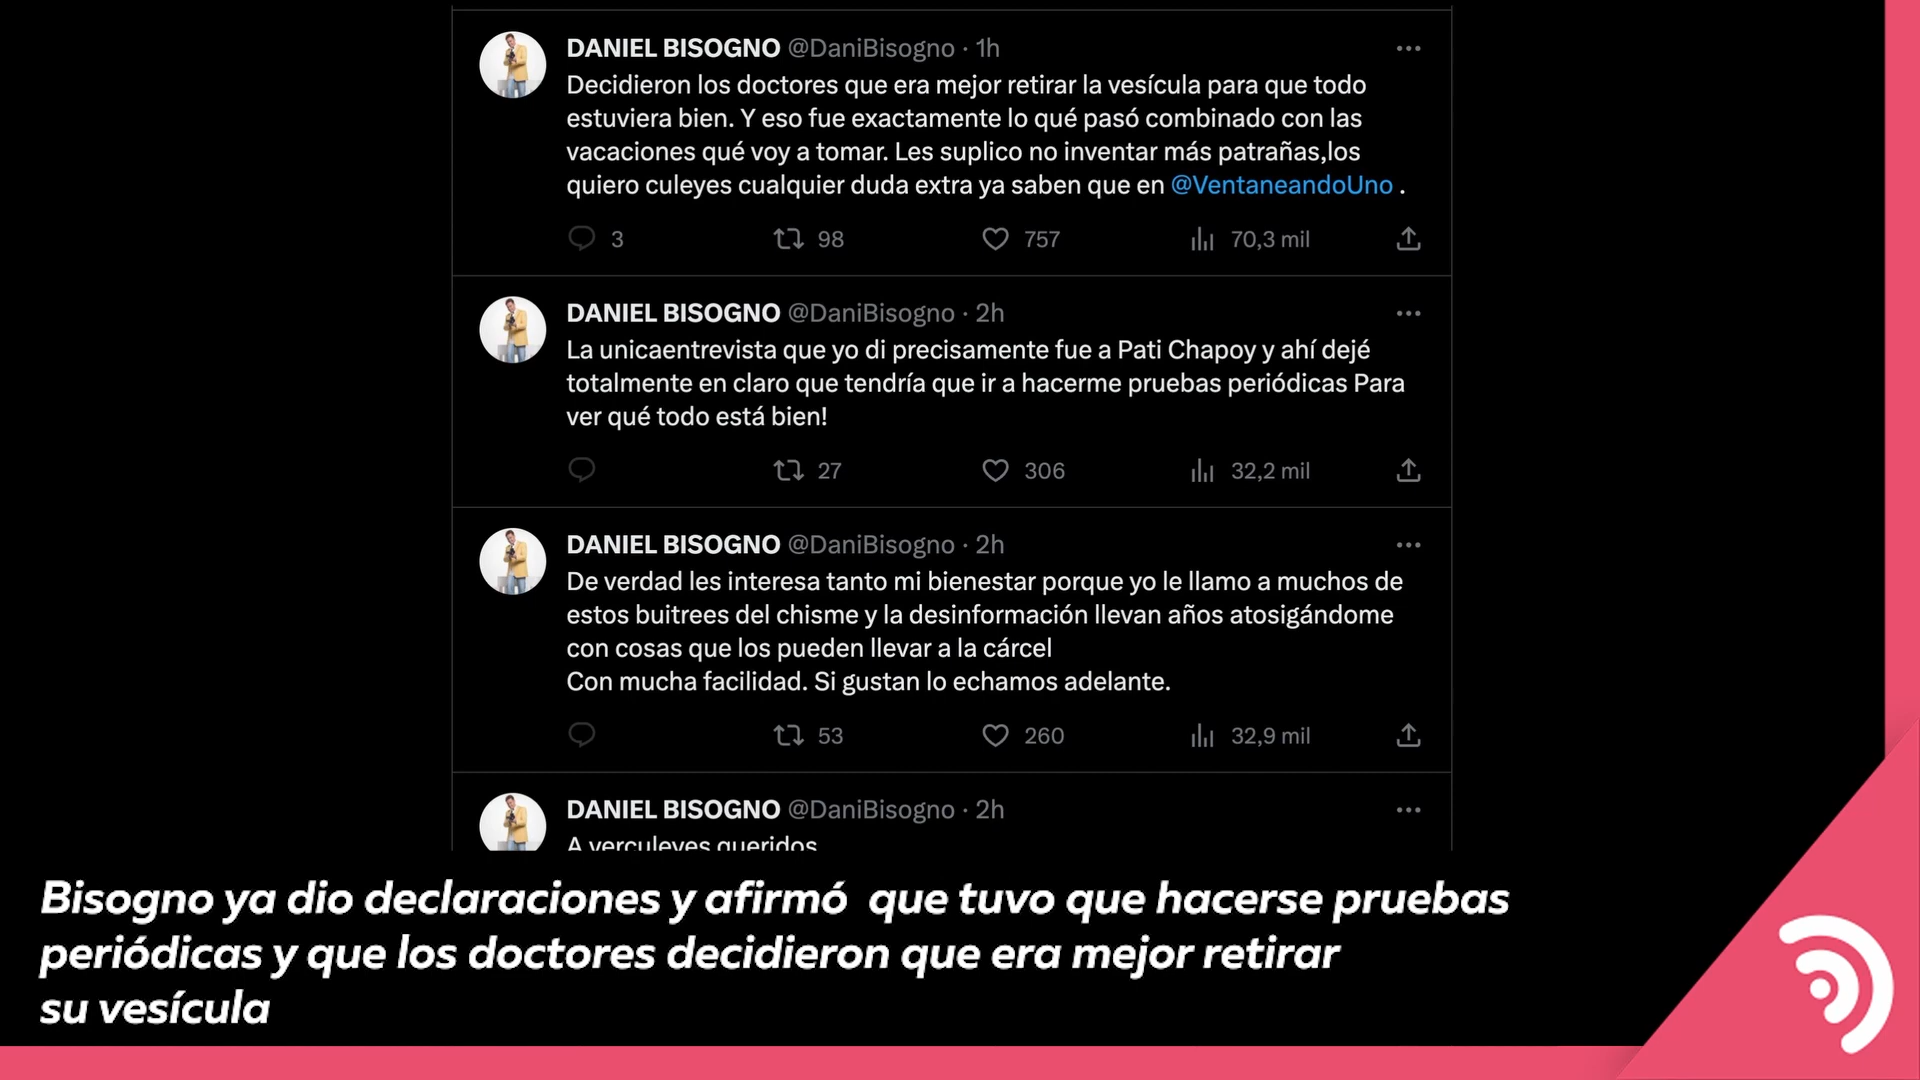 DANIEL BISOGNO @DaniBisogno · 1h
Decidieron los doctores que era mejor retirar la vesícula para que todo
estuviera bien. Y eso fue exactamente lo qué pasó combinado con las
vacaciones qué voy a tomar. Les suplico no inventar más patrañas,los
quiero culeyes cualquier duda extra ya saben que en @VentaneandoUno .
3 98 757 70,3 mil
DANIEL BISOGNO @DaniBisogno · 2h
La unicaentrevista que yo di precisamente fue a Pati Chapoy y ahí dejé
totalmente en claro que tendría que ir a hacerme pruebas periódicas Para
ver qué todo está bien!
27 306 32,2 mil
DANIEL BISOGNO @DaniBisogno · 2h
De verdad les interesa tanto mi bienestar porque yo le llamo a muchos de
estos buitrees del chisme y la desinformación llevan años atosigándome
con cosas que los pueden llevar a la cárcel
Con mucha facilidad. Si gustan lo echamos adelante.
53 260 32,9 mil
DANIEL BISOGNO @DaniBisogno · 2h
A verculeyes queridos
Bisogno ya dio declaraciones y afirmó que tuvo que hacerse pruebas
periódicas y que los doctores decidieron que era mejor retirar
su vesícula